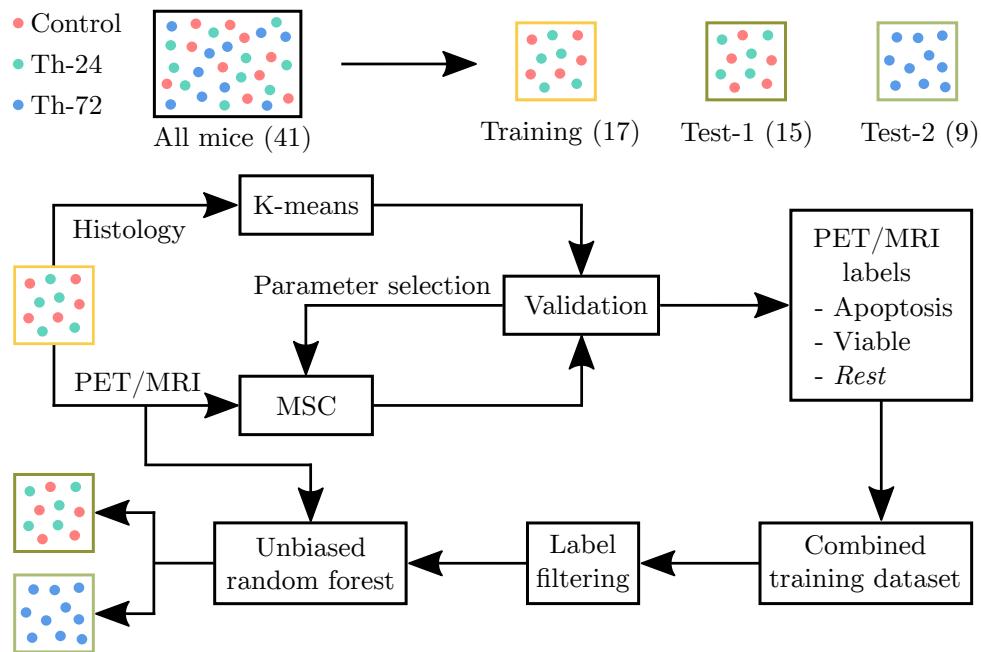 Control
Th-24
Th-72
All mice (41)
Training (17)
Test-1 (15)
Test-2 (9)
Histology
K-means
Parameter selection
Validation
PET/MRI
MSC
PET/MRI
labels
- Apoptosis
- Viable
- Rest
Unbiased
random forest
Label
filtering
Combined
training dataset